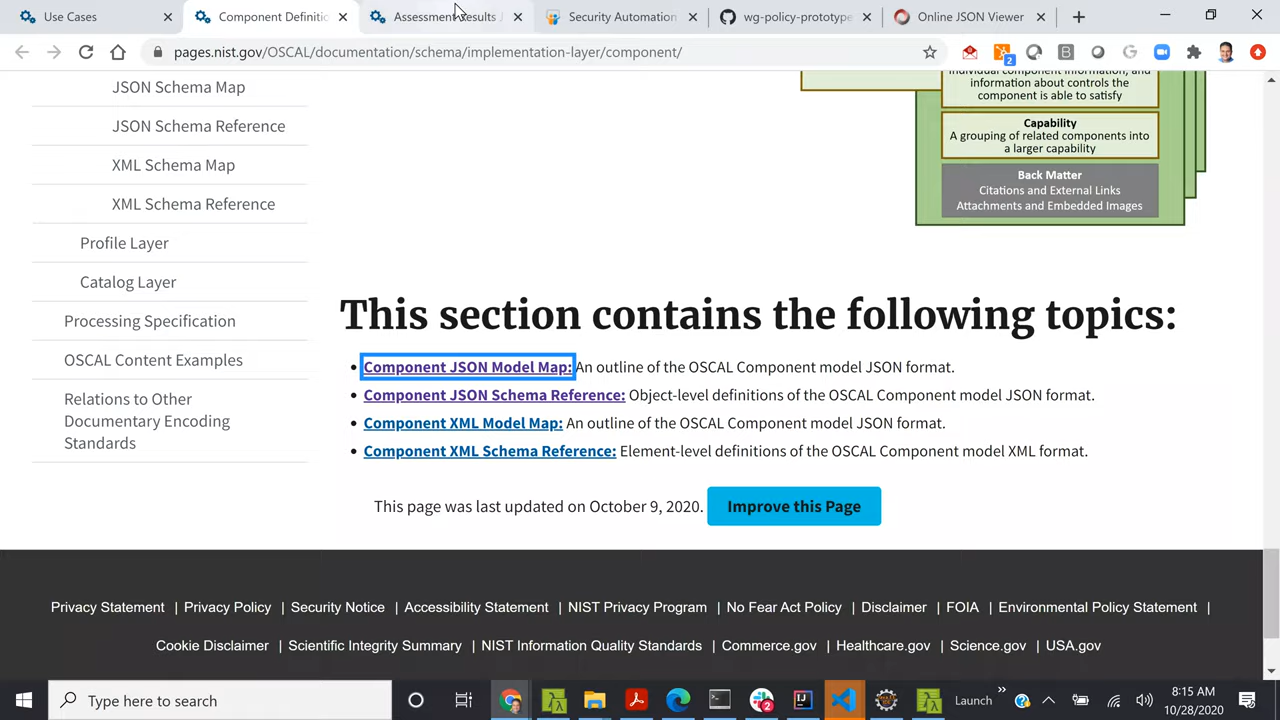 Use Cases
Component Definitio
Assessment Results J
Security Automation
wg-policy-prototype
Online JSON Viewer
pages.nist.gov/OSCAL/documentation/schema/implementation-layer/component/
2
JSON Schema Map
JSON Schema Reference
XML Schema Map
XML Schema Reference
Profile Layer
Catalog Layer
Processing Specification
OSCAL Content Examples
Relations to Other
Documentary Encoding
Standards
individual component information, and
information about controls the
component is able to satisfy
Capability
A grouping of related components into
a larger capability
Back Matter
Citations and External Links
Attachments and Embedded Images
This section contains the following topics:
• Component JSON Model Map: An outline of the OSCAL Component model JSON format.
• Component JSON Schema Reference: Object-level definitions of the OSCAL Component model JSON format.
• Component XML Model Map: An outline of the OSCAL Component model JSON format.
• Component XML Schema Reference: Element-level definitions of the OSCAL Component model XML format.
This page was last updated on October 9, 2020.
Improve this Page
Privacy Statement | Privacy Policy | Security Notice | Accessibility Statement | NIST Privacy Program | No Fear Act Policy | Disclaimer | FOIA | Environmental Policy Statement |
Cookie Disclaimer | Scientific Integrity Summary | NIST Information Quality Standards | Commerce.gov | Healthcare.gov | Science.gov | USA.gov
Type here to search
2
Launch
8:15 AM
10/28/2020